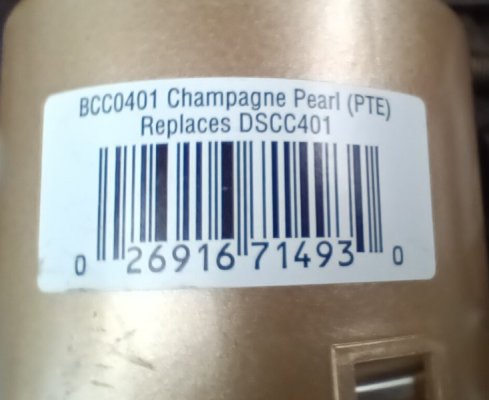 BCC0401 Champagne Pearl (PTE)
Replaces DSCC401
0 26916 71493 0